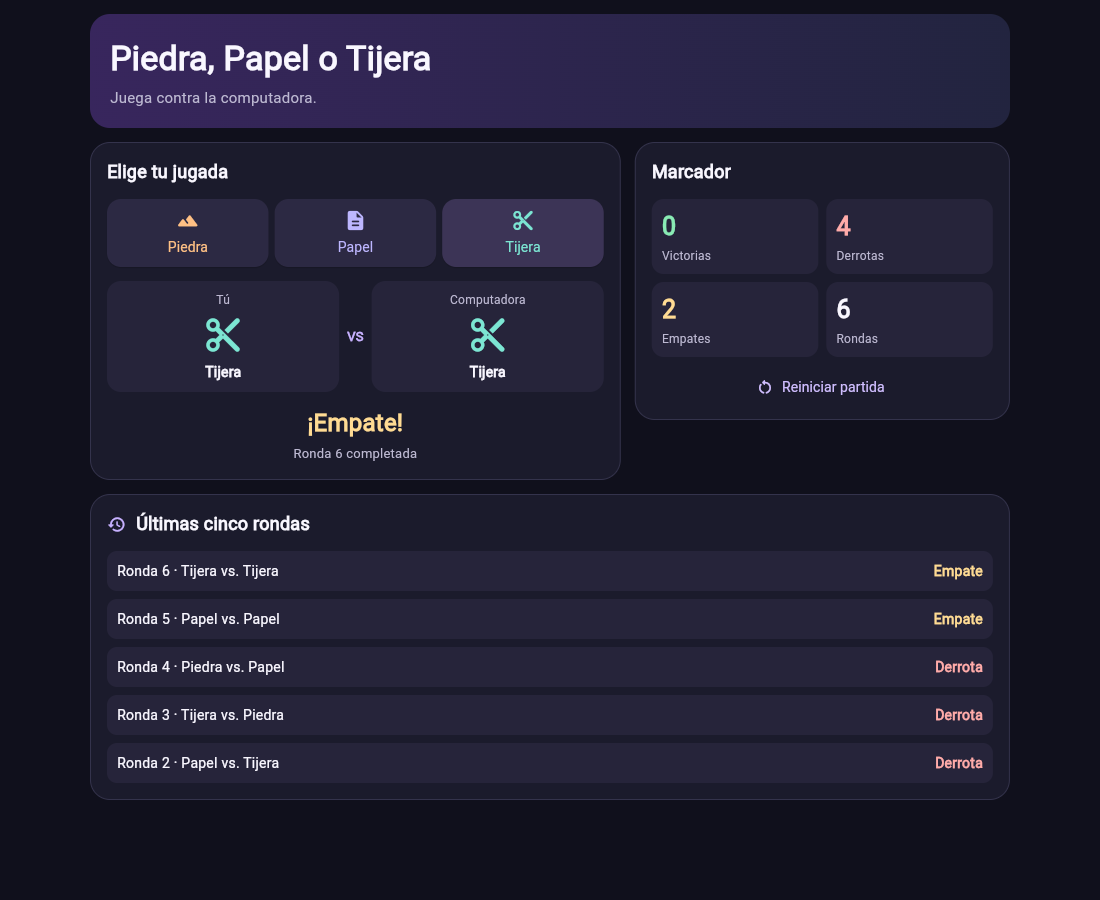 Piedra, Papel o Tijera
Juega contra la computadora.
Elige tu jugada
Piedra
Papel
Tijera
Tú
Tijera
VS
Computadora
Tijera
¡Empate!
Ronda 6 completada
Marcador
0
Victorias
4
Derrotas
2
Empates
6
Rondas
Reiniciar partida
Últimas cinco rondas
Ronda 6 · Tijera vs. Tijera Empate
Ronda 5 · Papel vs. Papel Empate
Ronda 4 · Piedra vs. Papel Derrota
Ronda 3 · Tijera vs. Piedra Derrota
Ronda 2 · Papel vs. Tijera Derrota